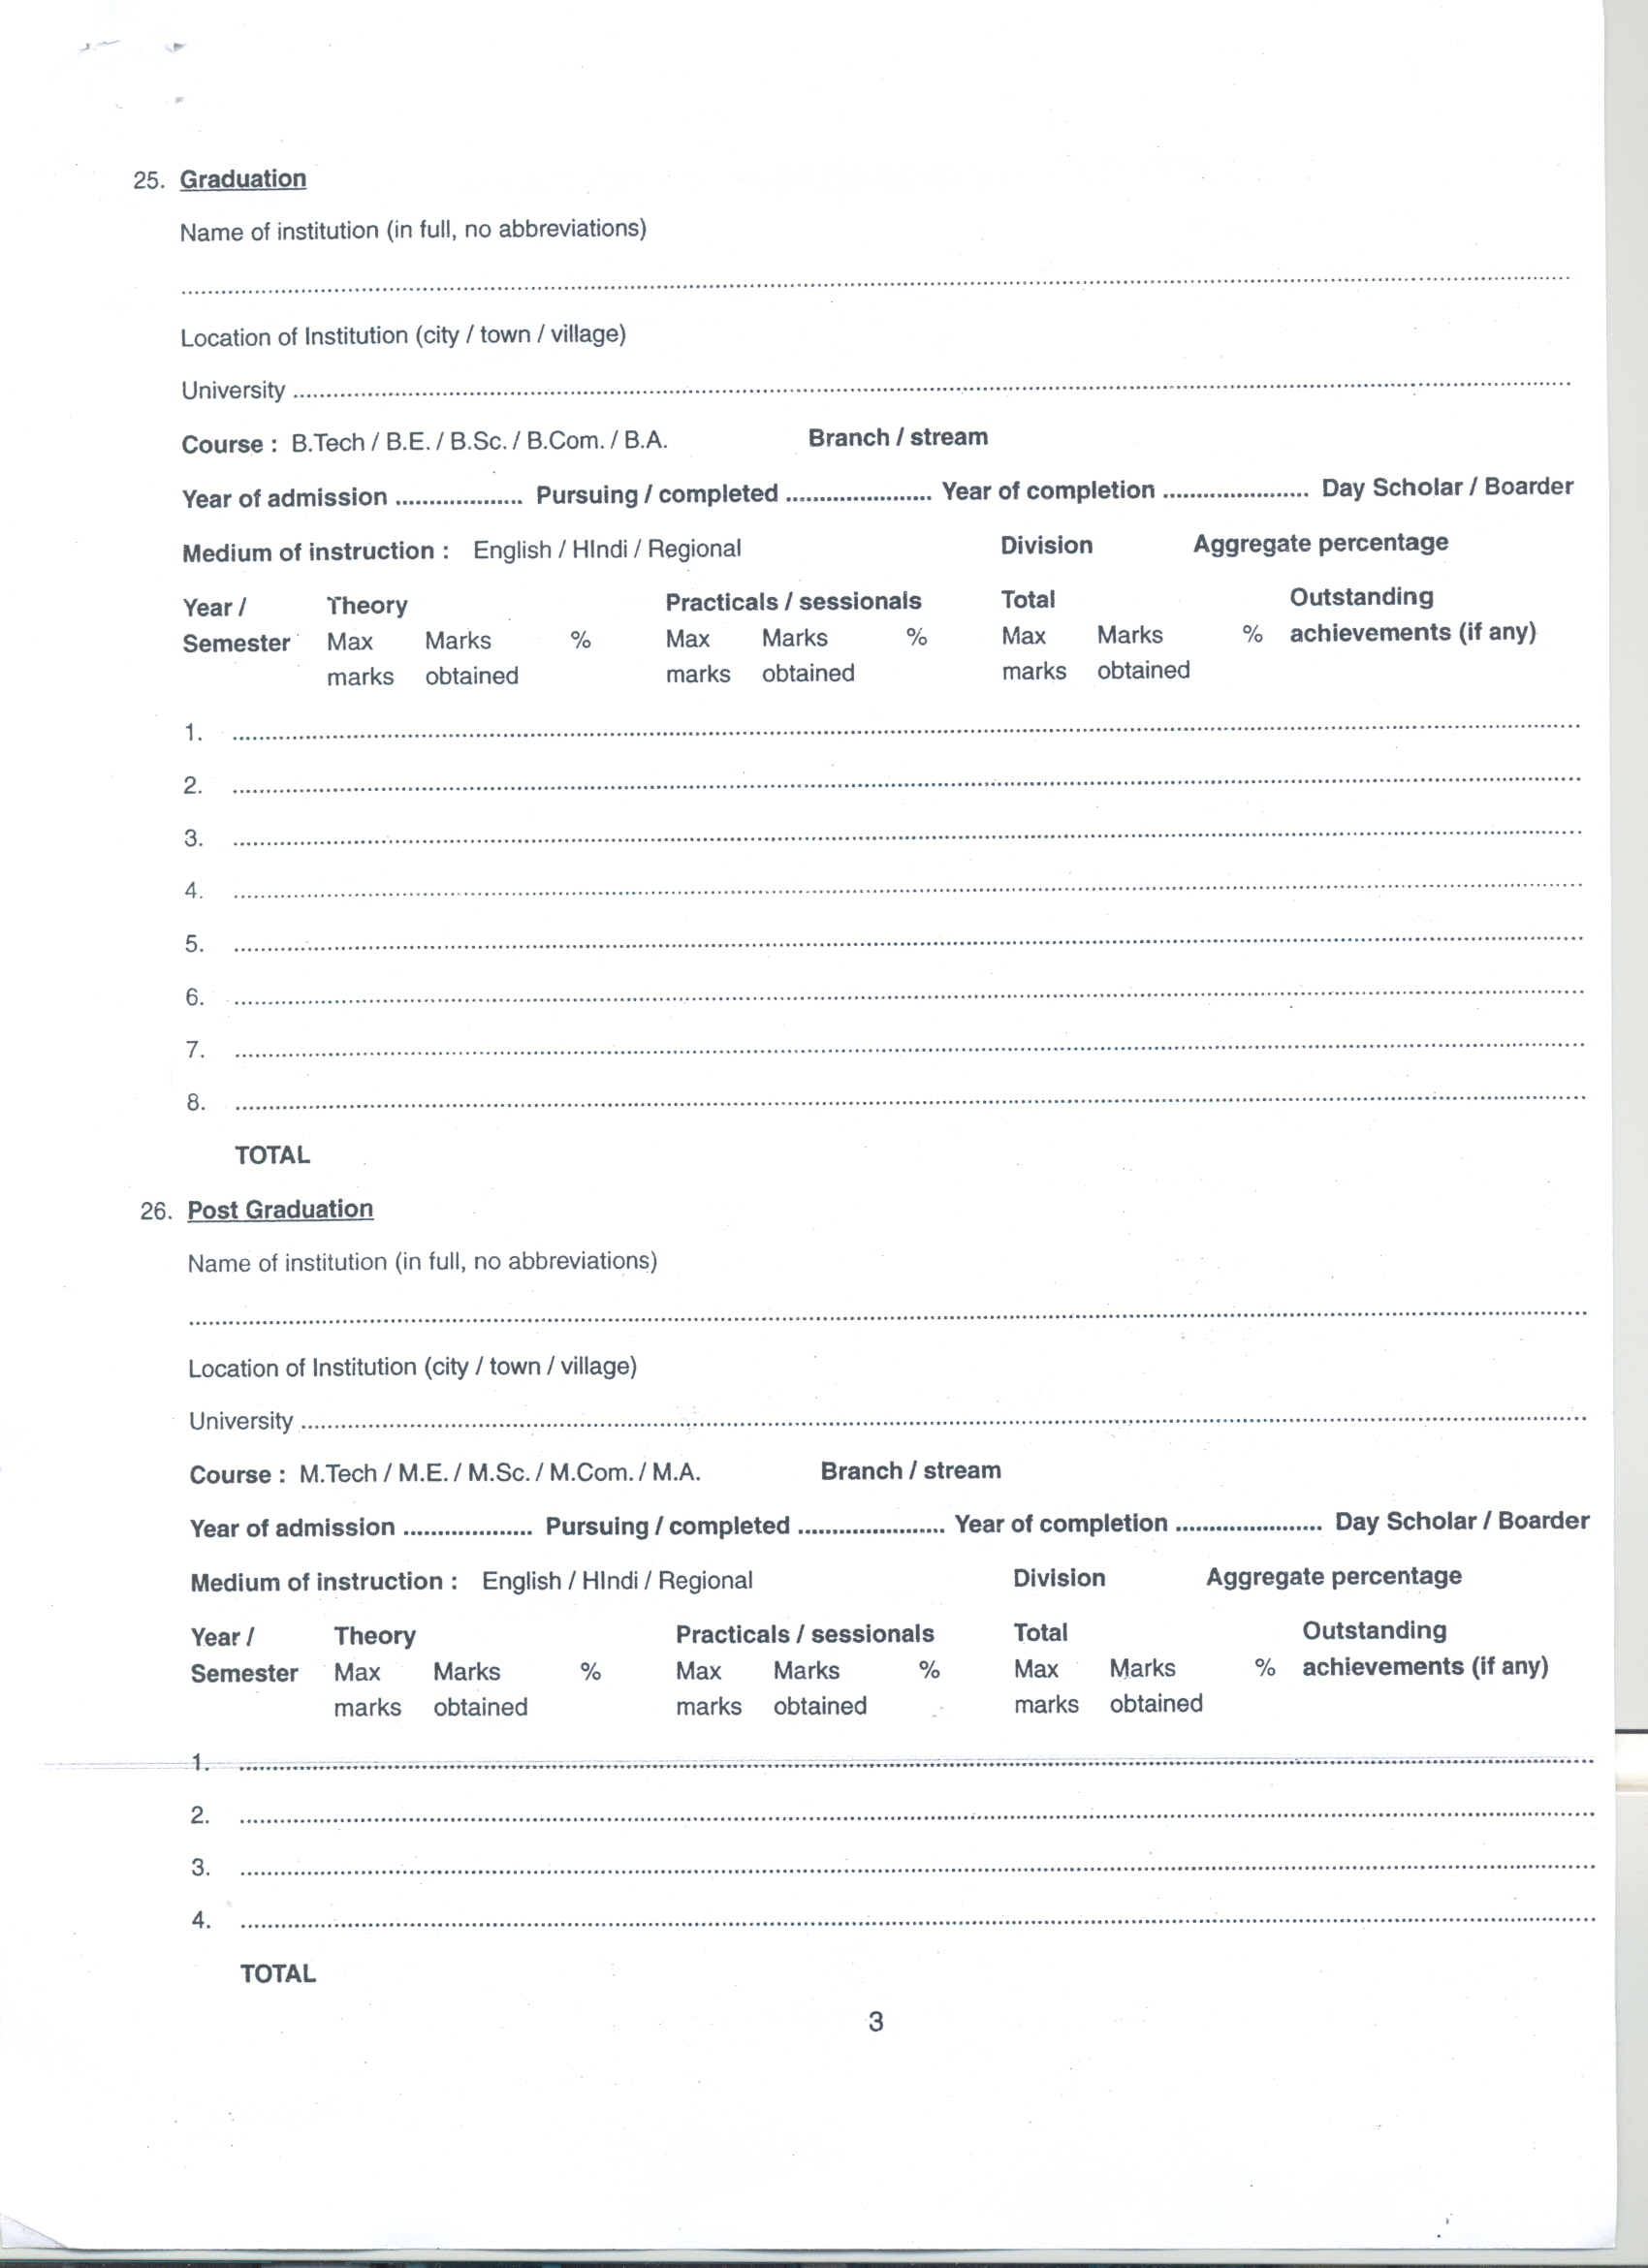 25. Graduation
Name of institution (in full, no abbreviations)
................................................................
Location of Institution (city / town / village)
University ................................................................
Course : B.Tech / B.E. / B.Sc. / B.Com. / B.A. Branch / stream
Year of admission ................... Pursuing / completed ...................... Year of completion ...................... Day Scholar / Boarder
Medium of instruction : English / HIndi / Regional Division Aggregate percentage
Year / Theory Practicals / sessionals Total Outstanding
Semester Max Marks % Max Marks % Max Marks % achievements (if any)
marks obtained marks obtained marks obtained
1. ................................................................
2. ................................................................
3. ................................................................
4. ................................................................
5. ................................................................
6. ................................................................
7. ................................................................
8. ................................................................
TOTAL
26. Post Graduation
Name of institution (in full, no abbreviations)
................................................................
Location of Institution (city / town / village)
University ................................................................
Course : M.Tech / M.E. / M.Sc. / M.Com. / M.A. Branch / stream
Year of admission ................... Pursuing / completed ...................... Year of completion ...................... Day Scholar / Boarder
Medium of instruction : English / HIndi / Regional Division Aggregate percentage
Year / Theory Practicals / sessionals Total Outstanding
Semester Max Marks % Max Marks % Max Marks % achievements (if any)
marks obtained marks obtained marks obtained
1. ................................................................
2. ................................................................
3. ................................................................
4. ................................................................
TOTAL
3